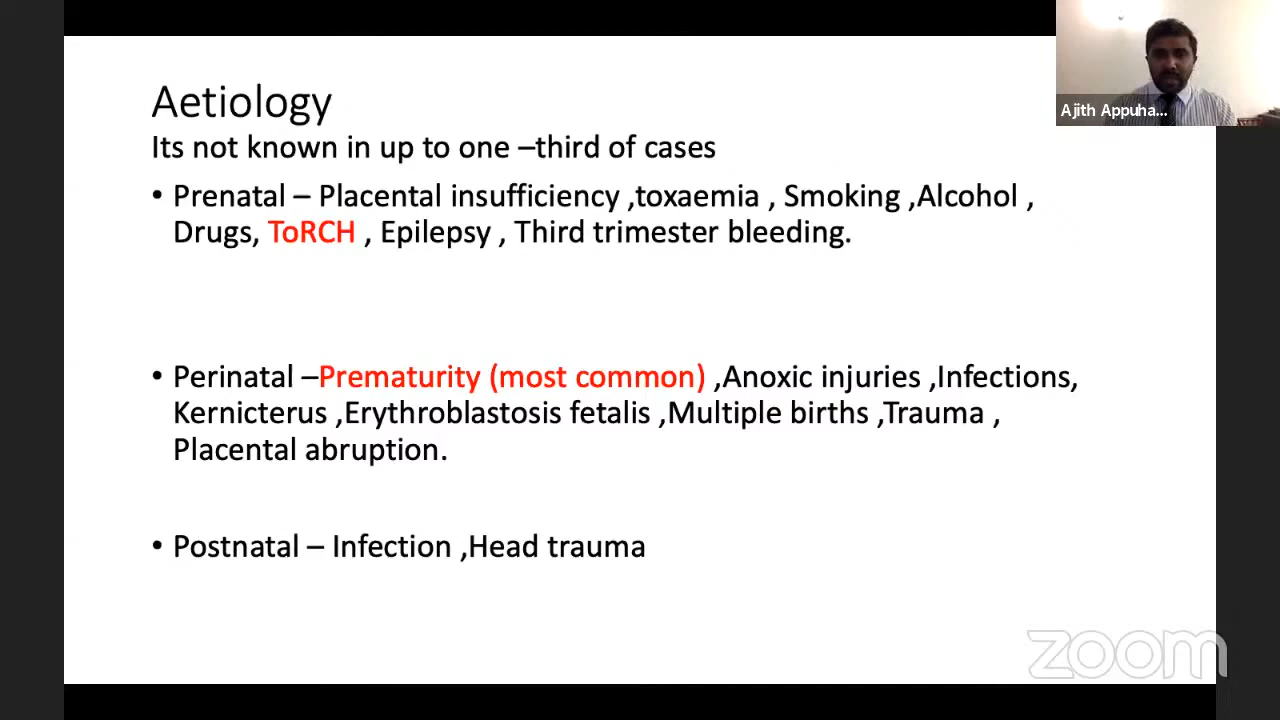 Aetiology
Its not known in up to one –third of cases
• Prenatal – Placental insufficiency ,toxaemia , Smoking ,Alcohol ,
Drugs, ToRCH , Epilepsy , Third trimester bleeding.
• Perinatal –Prematurity (most common) ,Anoxic injuries ,Infections,
Kernicterus ,Erythroblastosis fetalis ,Multiple births ,Trauma ,
Placental abruption.
• Postnatal – Infection ,Head trauma
Ajith Appuha...
zoom